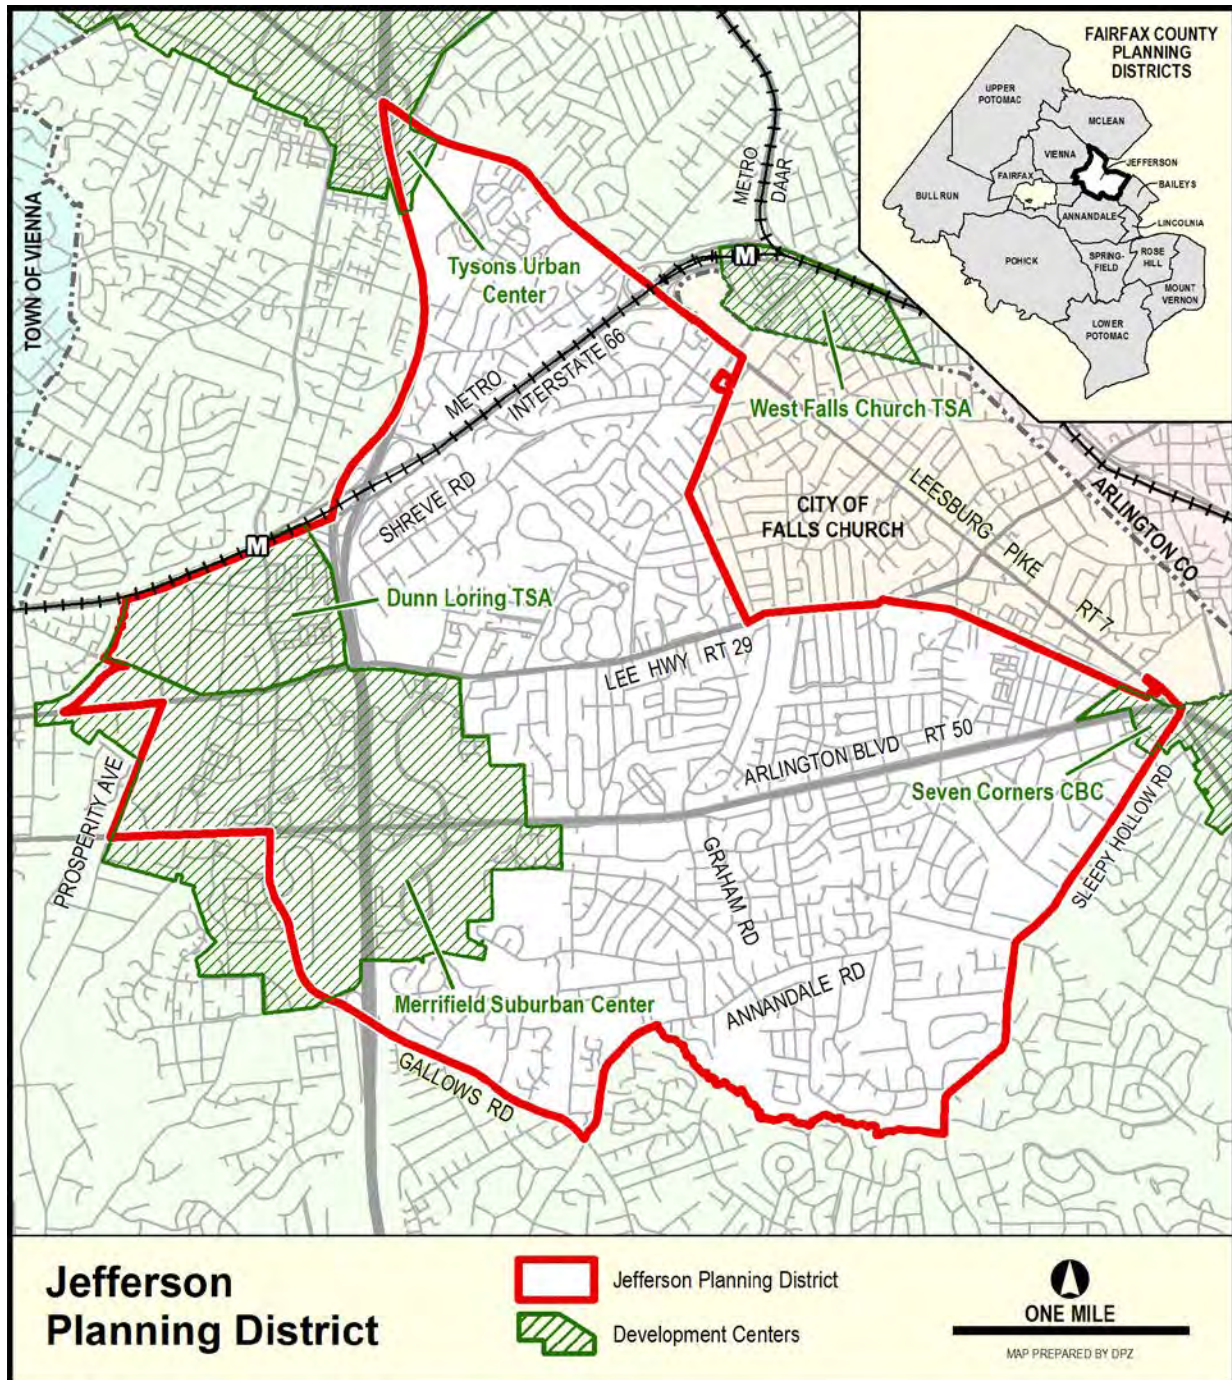 FAIRFAX COUNTY
PLANNING
DISTRICTS
UPPER
POTOMAC
MCLEAN
VIENNA
JEFFERSON
FAIRFAX
BAILEYS
BULL RUN
ANNANDALE
LINCOLNIA
POHICK
SPRING-
FIELD
ROSE
HILL
MOUNT
VERNON
LOWER
POTOMAC
TOWN OF VIENNA
METRO
DAAR
M
Tysons Urban
Center
METRO
INTERSTATE 66
West Falls Church TSA
SHREVE RD
LEESBURG PIKE
RT 7
CITY OF
FALLS CHURCH
ARLINGTON CO
M
Dunn Loring TSA
LEE HWY RT 29
ARLINGTON BLVD RT 50
Seven Corners CBC
PROSPERITY AVE
SLEEPY HOLLOW RD
GRAHAM RD
ANNANDALE RD
Merrifield Suburban Center
GALLOWS RD
Jefferson
Planning District
Jefferson Planning District
Development Centers
ONE MILE
MAP PREPARED BY DPZ